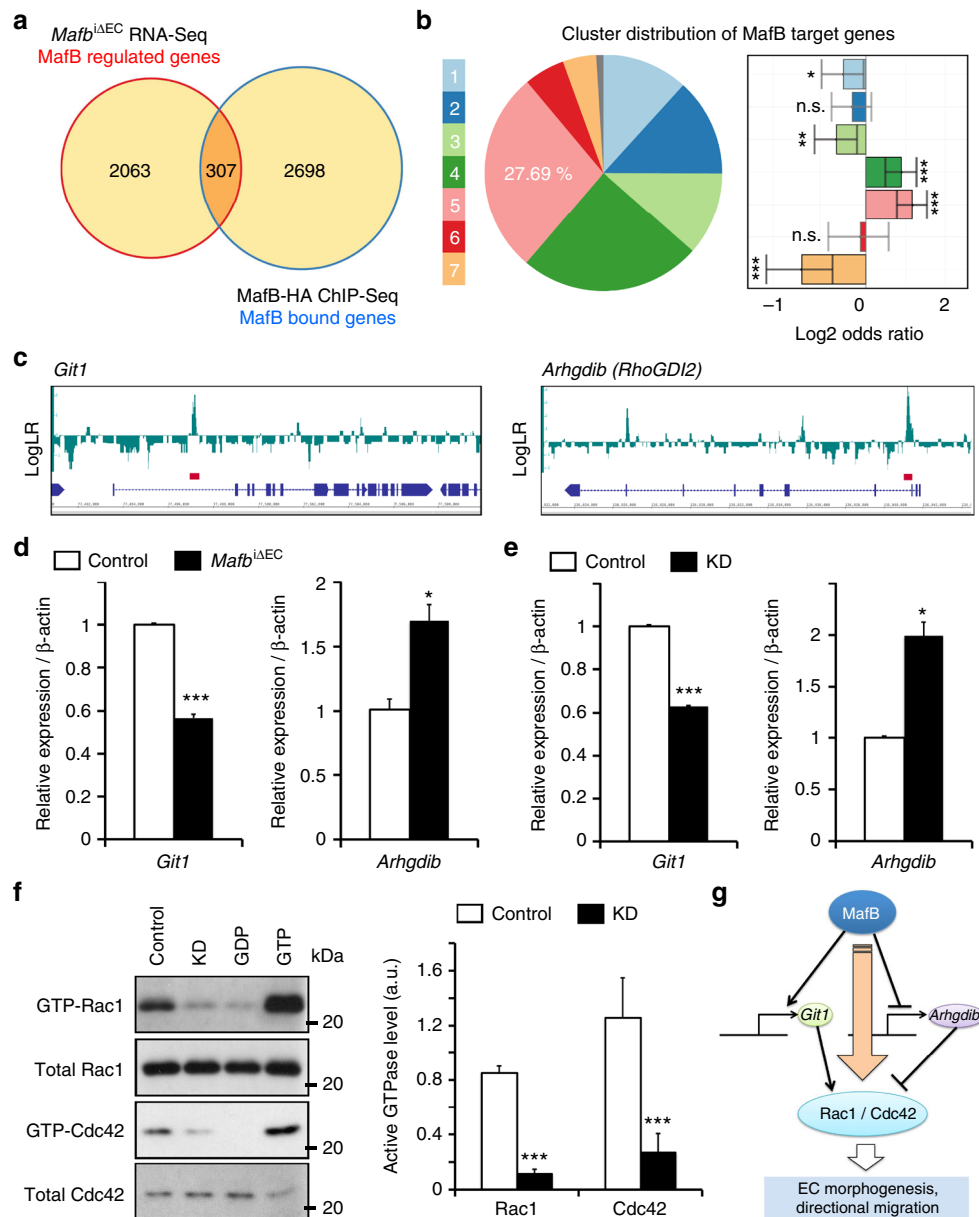 a
Mafb^iΔEC RNA-Seq
MafB regulated genes
2063
307
2698
MafB-HA ChIP-Seq
MafB bound genes
b
Cluster distribution of MafB target genes
1
2
3
4
5
6
7
27.69 %
*
n.s.
**
***
***
n.s.
***
–1
0
2
Log2 odds ratio
c
Git1
LogLR
Arhgdib (RhoGDI2)
LogLR
d
Control
Mafb^iΔEC
Relative expression / β-actin
1
0.8
0.6
0.4
0.2
0
***
Git1
Relative expression / β-actin
2
1.5
1
0.5
0
*
Arhgdib
e
Control
KD
Relative expression / β-actin
1
0.8
0.6
0.4
0.2
0
***
Git1
Relative expression / β-actin
2
1.5
1
0.5
0
*
Arhgdib
f
Control
KD
GDP
GTP
kDa
GTP-Rac1
20
Total Rac1
20
GTP-Cdc42
20
Total Cdc42
20
Control
KD
Active GTPase level (a.u.)
1.6
1.2
0.8
0.4
0
***
***
Rac1
Cdc42
g
MafB
Git1
Arhgdib
Rac1 / Cdc42
EC morphogenesis,
directional migration